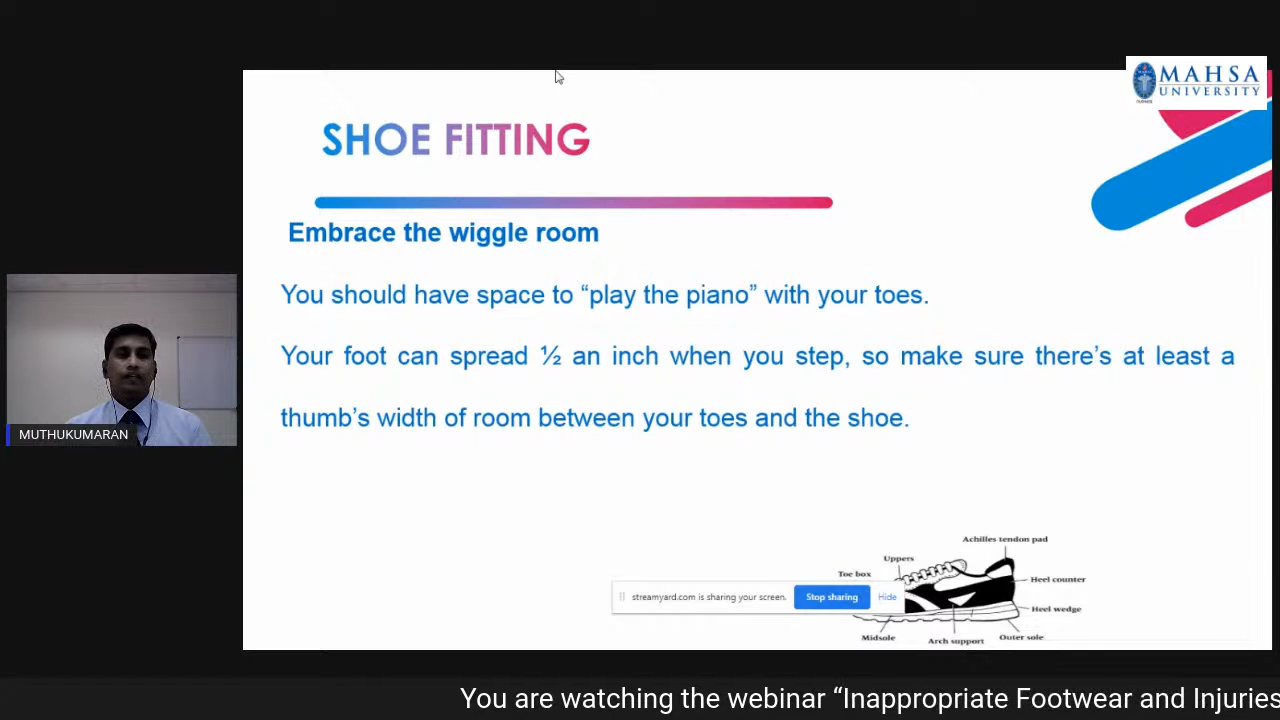 MAHSA
UNIVERSITY
SHOE FITTING
Embrace the wiggle room
You should have space to “play the piano” with your toes.
Your foot can spread ½ an inch when you step, so make sure there’s at least a
thumb’s width of room between your toes and the shoe.
MUTHUKUMARAN
Achilles tendon pad
Uppers
Toe box
Heel counter
streamyard.com is sharing your screen.
Stop sharing
Hide
Heel wedge
Midsole
Arch support
Outer sole
You are watching the webinar “Inappropriate Footwear and Injuries